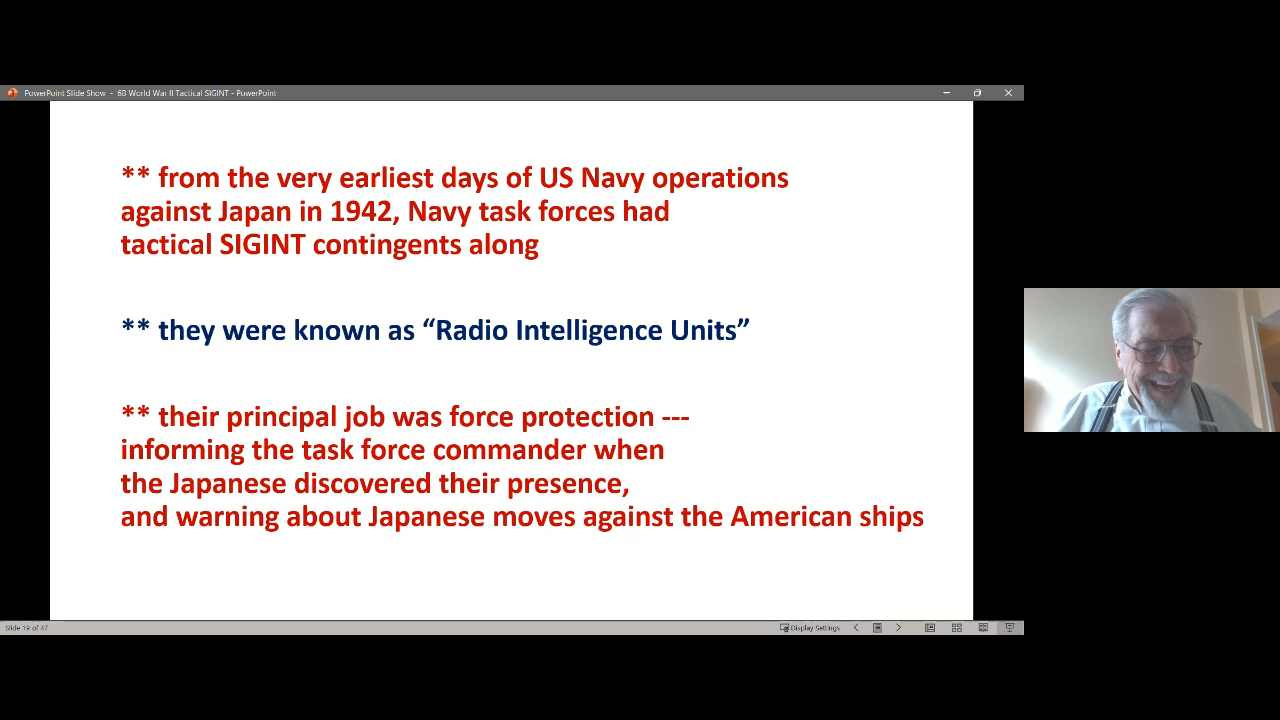 PowerPoint Slide Show - 6B World War II Tactical SIGINT - PowerPoint
** from the very earliest days of US Navy operations
against Japan in 1942, Navy task forces had
tactical SIGINT contingents along
** they were known as “Radio Intelligence Units”
** their principal job was force protection ---
informing the task force commander when
the Japanese discovered their presence,
and warning about Japanese moves against the American ships
Slide 19 of 47
Display Settings